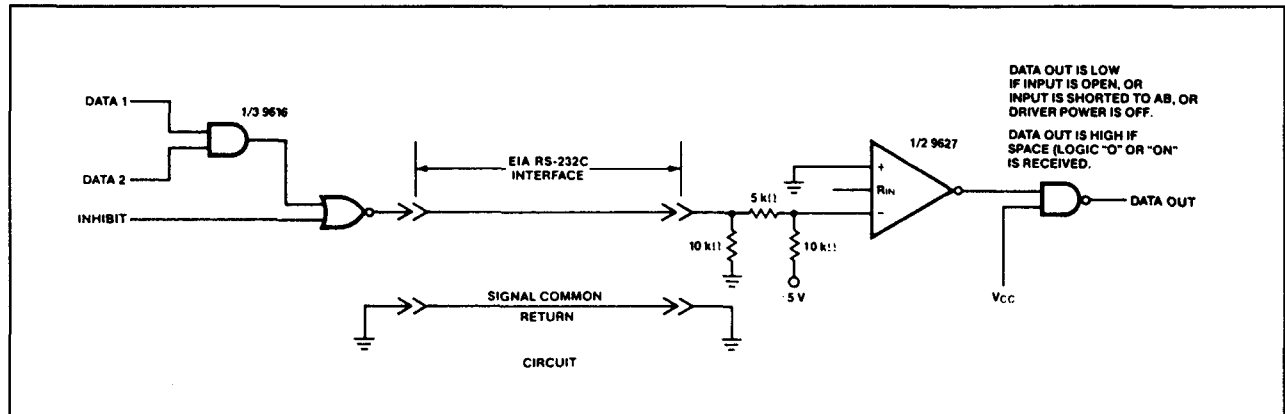 DATA 1
1/3 9616
DATA 2
INHIBIT
EIA RS-232C
INTERFACE
SIGNAL COMMON
RETURN
CIRCUIT
5 kΩ
10 kΩ
10 kΩ
5 V
1/2 9627
+
RIN
–
VCC
DATA OUT
DATA OUT IS LOW
IF INPUT IS OPEN, OR
INPUT IS SHORTED TO AB, OR
DRIVER POWER IS OFF.
DATA OUT IS HIGH IF
SPACE (LOGIC "O" OR "ON"
IS RECEIVED.